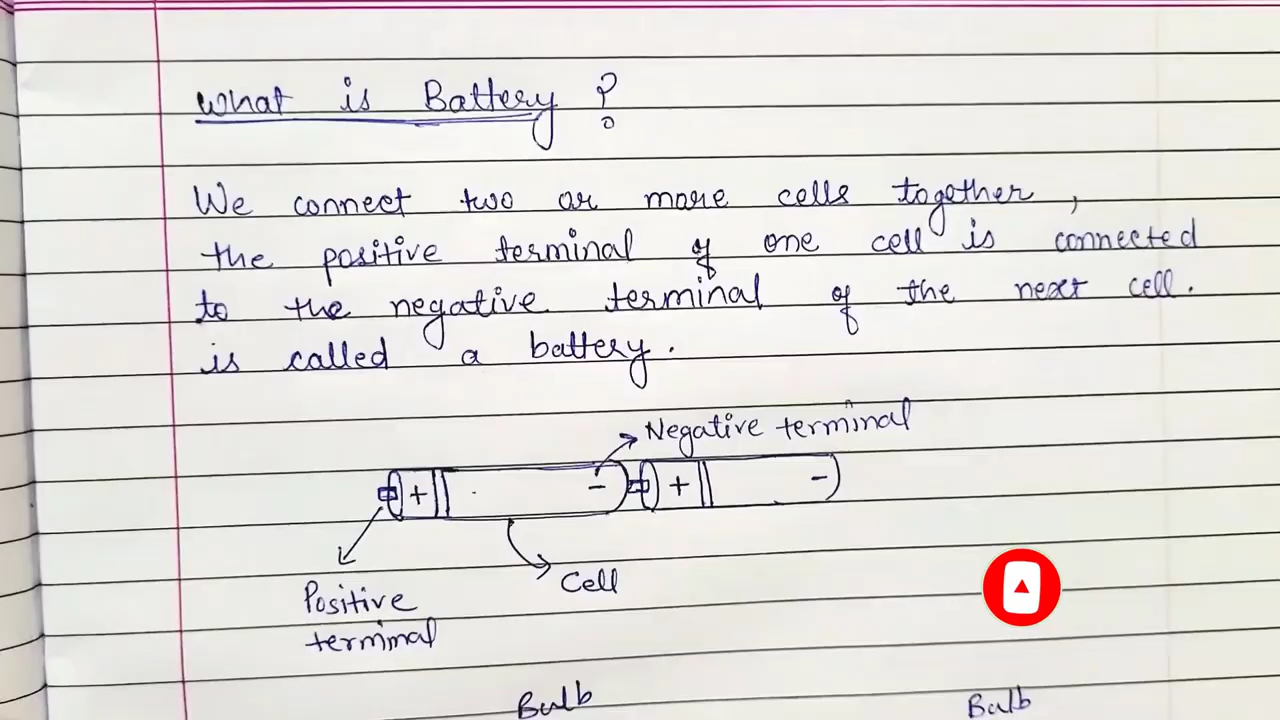 What is Battery ?
We connect two or more cells together,
the positive terminal of one cell is connected
to the negative terminal of the next cell.
is called a battery.
Negative terminal
+ - + -
Cell
Positive
terminal
Bulb Bulb